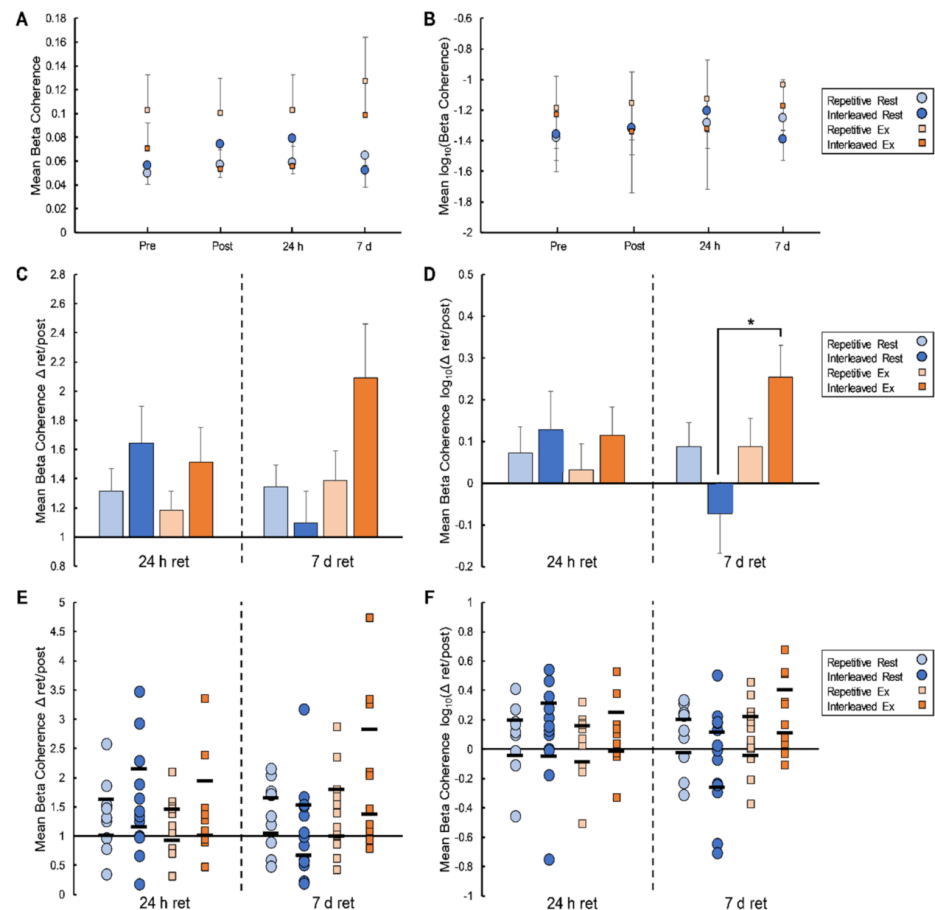 A
Mean Beta Coherence
0.18
0.16
0.14
0.12
0.1
0.08
0.06
0.04
0.02
0
Pre Post 24 h 7 d
B
Mean log10(Beta Coherence)
-0.6
-0.8
-1
-1.2
-1.4
-1.6
-1.8
-2
Pre Post 24 h 7 d
Repetitive Rest
Interleaved Rest
Repetitive Ex
Interleaved Ex
C
Mean Beta Coherence Δ ret/post
2.8
2.6
2.4
2.2
2
1.8
1.6
1.4
1.2
1
0.8
24 h ret 7 d ret
D
Mean Beta Coherence log10(Δ ret/post)
0.5
0.4
0.3
0.2
0.1
0
-0.1
-0.2
*
24 h ret 7 d ret
Repetitive Rest
Interleaved Rest
Repetitive Ex
Interleaved Ex
E
Mean Beta Coherence Δ ret/post
5
4.5
4
3.5
3
2.5
2
1.5
1
0.5
0
24 h ret 7 d ret
F
Mean Beta Coherence log10(Δ ret/post)
1
0.8
0.6
0.4
0.2
0
-0.2
-0.4
-0.6
-0.8
-1
24 h ret 7 d ret
Repetitive Rest
Interleaved Rest
Repetitive Ex
Interleaved Ex